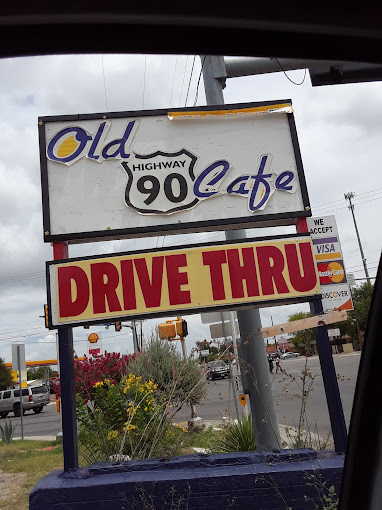 Old
HIGHWAY
90
Cafe
DRIVE THRU
WE
ACCEPT
VISA
MasterCard
DISCOVER